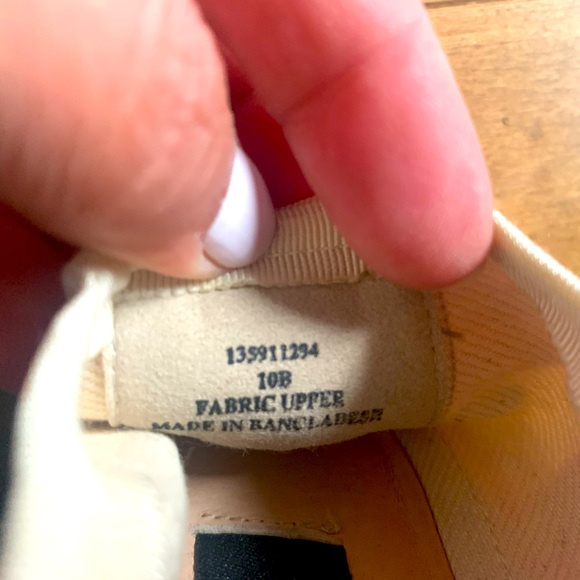 135911294
10B
FABRIC UPPER
MADE IN BANGLADESH